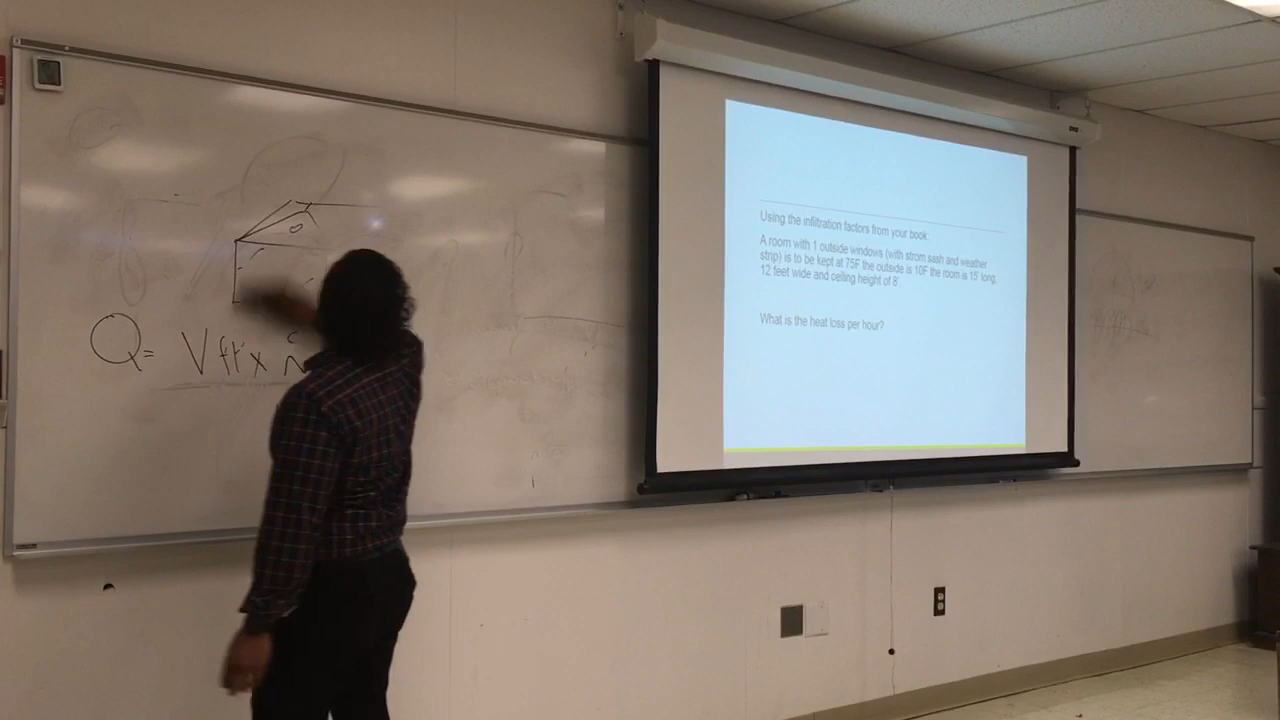 Q= V ft³ x
Using the infiltration factors from your book:
A room with 1 outside windows (with strom sash and weather
strip) is to be kept at 75F the outside is 10F the room is 15' long,
12 feet wide and ceiling height of 8'.
What is the heat loss per hour?